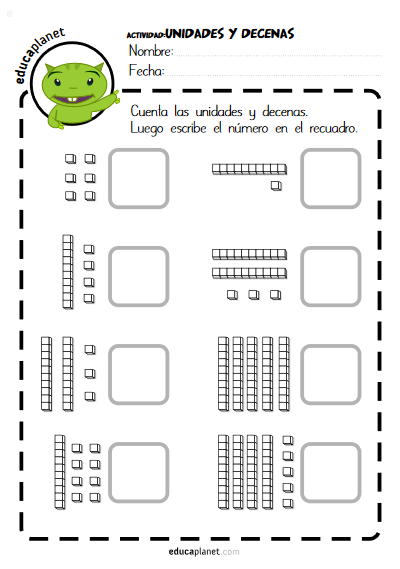 educaplanet
ACTIVIDAD:UNIDADES Y DECENAS
Nombre:
Fecha:
Cuenta las unidades y decenas.
Luego escribe el número en el recuadro.
educaplanet.com